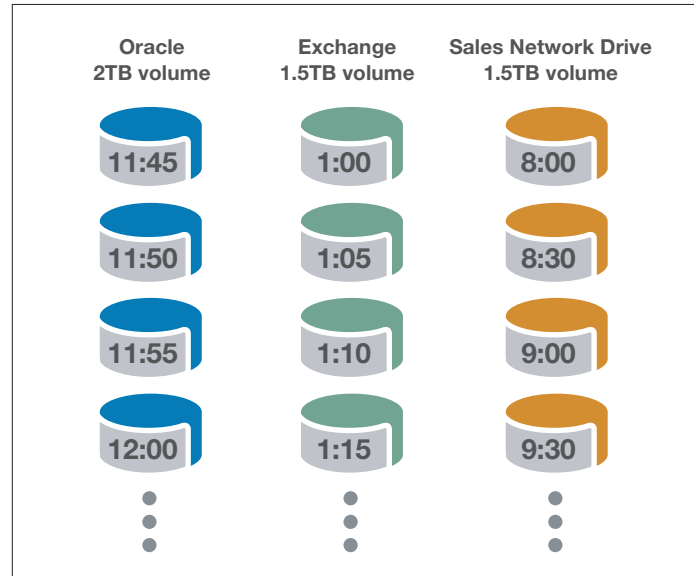 Oracle
2TB volume
Exchange
1.5TB volume
Sales Network Drive
1.5TB volume
11:45
1:00
8:00
11:50
1:05
8:30
11:55
1:10
9:00
12:00
1:15
9:30